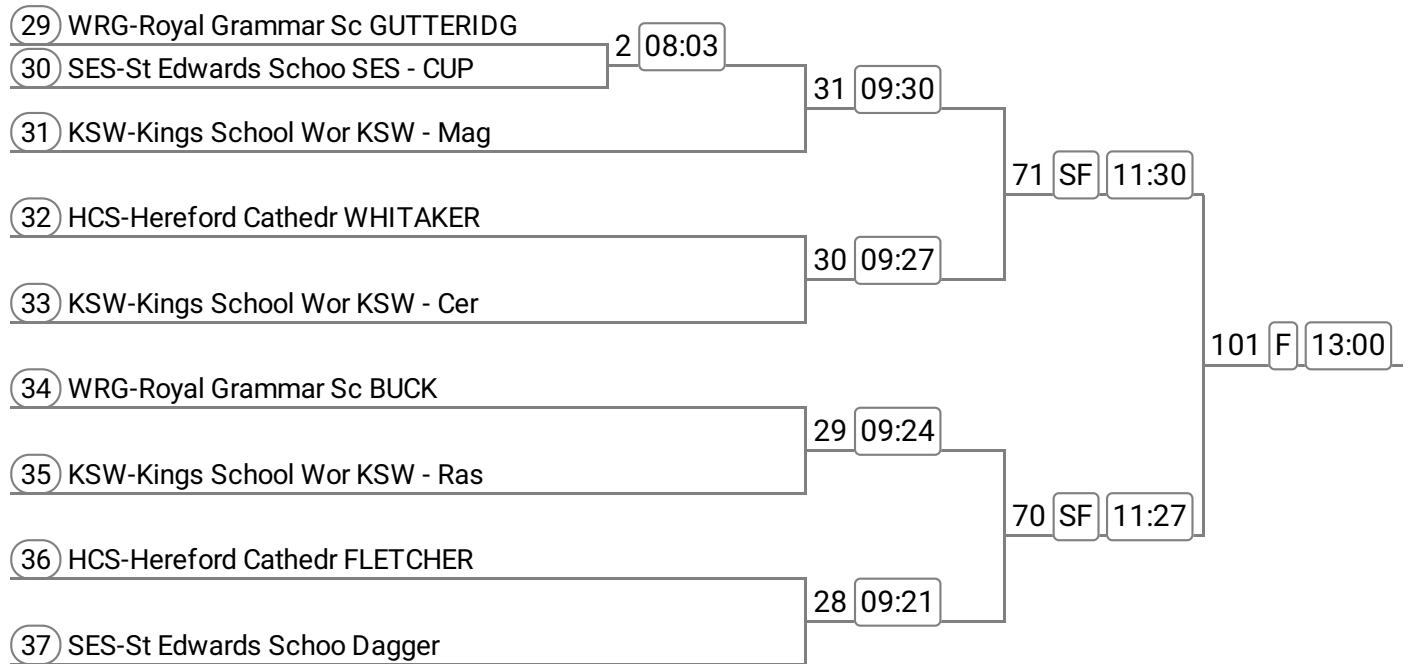 29 WRG-Royal Grammar Sc GUTTERIDG
2 08:03
30 SES-St Edwards Schoo SES - CUP
31 09:30
31 KSW-Kings School Wor KSW - Mag
71 SF 11:30
32 HCS-Hereford Cathedr WHITAKER
30 09:27
33 KSW-Kings School Wor KSW - Cer
101 F 13:00
34 WRG-Royal Grammar Sc BUCK
29 09:24
35 KSW-Kings School Wor KSW - Ras
70 SF 11:27
36 HCS-Hereford Cathedr FLETCHER
28 09:21
37 SES-St Edwards Schoo Dagger